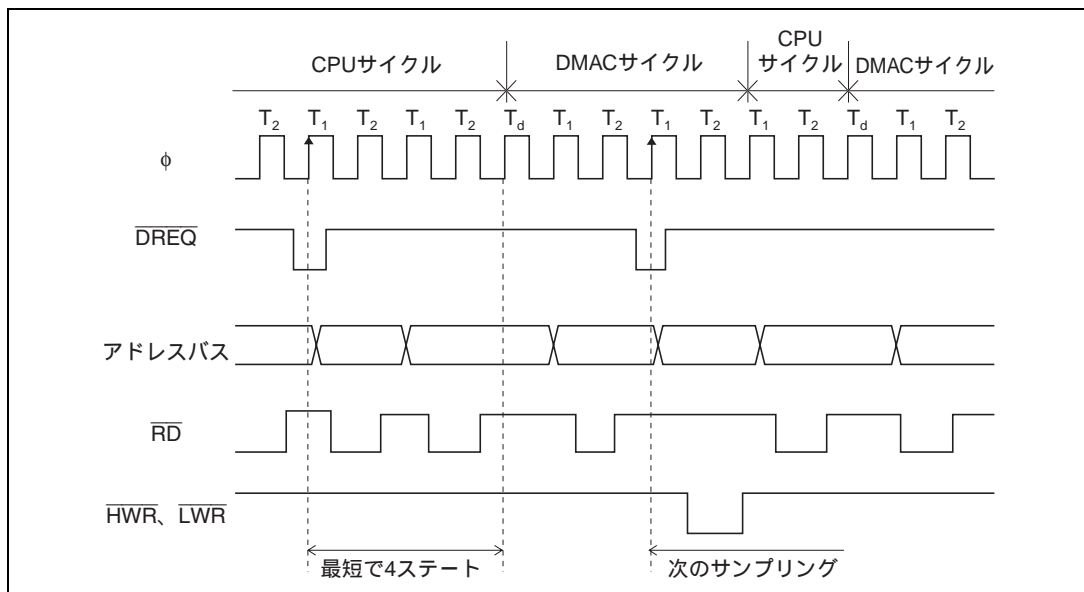 CPU
CPUサイクル DMACサイクル サイクル DMACサイクル
T2 T1 T2 T1 T2 Td T1 T2 T1 T2 T1 T2 Td T1 T2
φ
DREQ
アドレスバス
RD
HWR、LWR
最短で4ステート 次のサンプリング